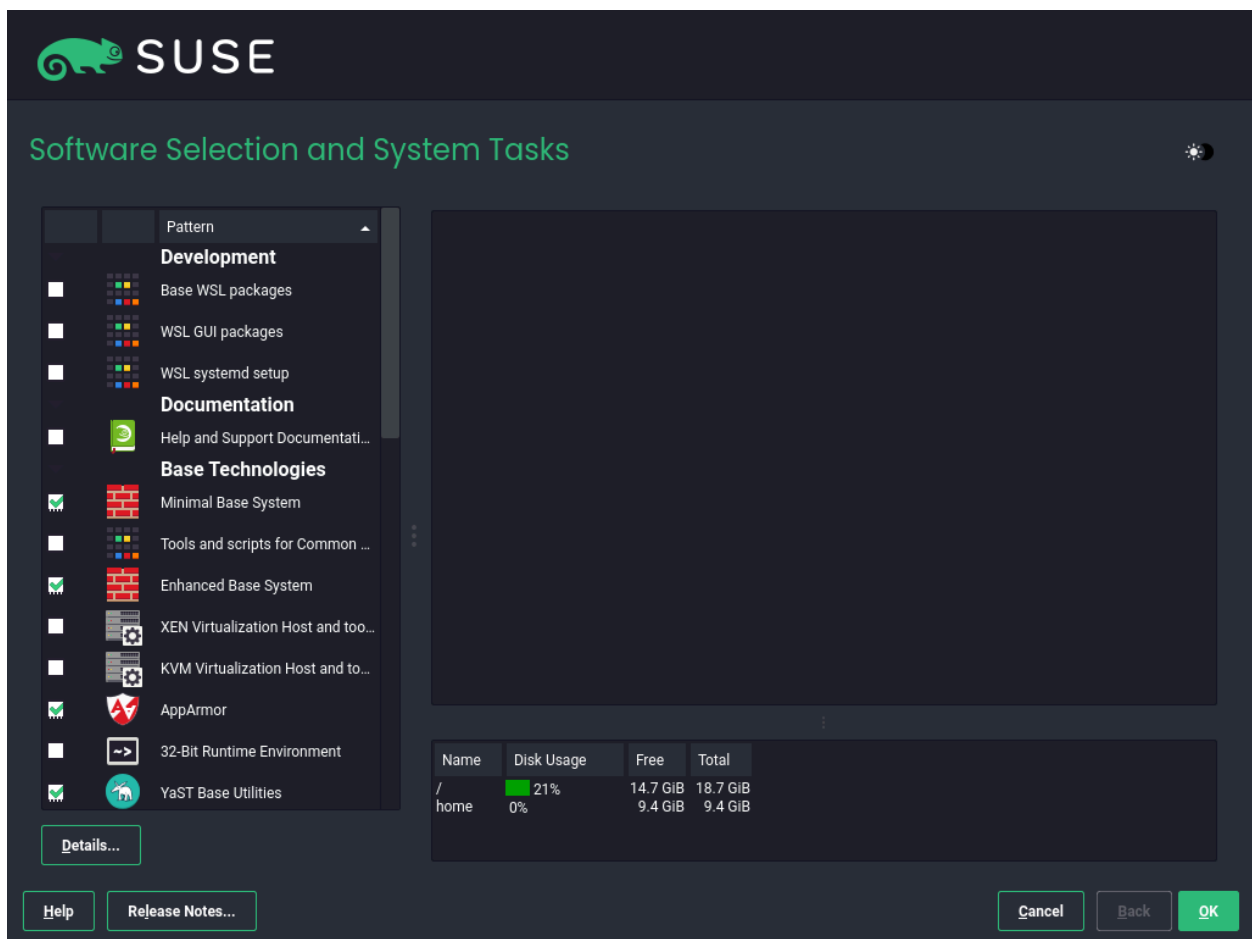 SUSE
Software Selection and System Tasks
Pattern
Development
Base WSL packages
WSL GUI packages
WSL systemd setup
Documentation
Help and Support Documentati...
Base Technologies
Minimal Base System
Tools and scripts for Common ...
Enhanced Base System
XEN Virtualization Host and too...
KVM Virtualization Host and to...
AppArmor
32-Bit Runtime Environment
YaST Base Utilities
Name Disk Usage Free Total
/ 21% 14.7 GiB 18.7 GiB
home 0% 9.4 GiB 9.4 GiB
Details...
Help Release Notes... Cancel Back OK